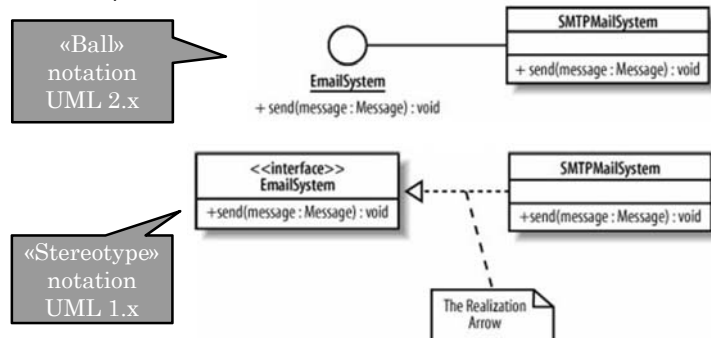 «Ball»
notation
UML 2.x
EmailSystem
+ send(message : Message) : void
SMTPMailSystem
+ send(message : Message) : void
<<interface>>
EmailSystem
+send(message : Message) : void
SMTPMailSystem
+send(message : Message) : void
«Stereotype»
notation
UML 1.x
The Realization
Arrow